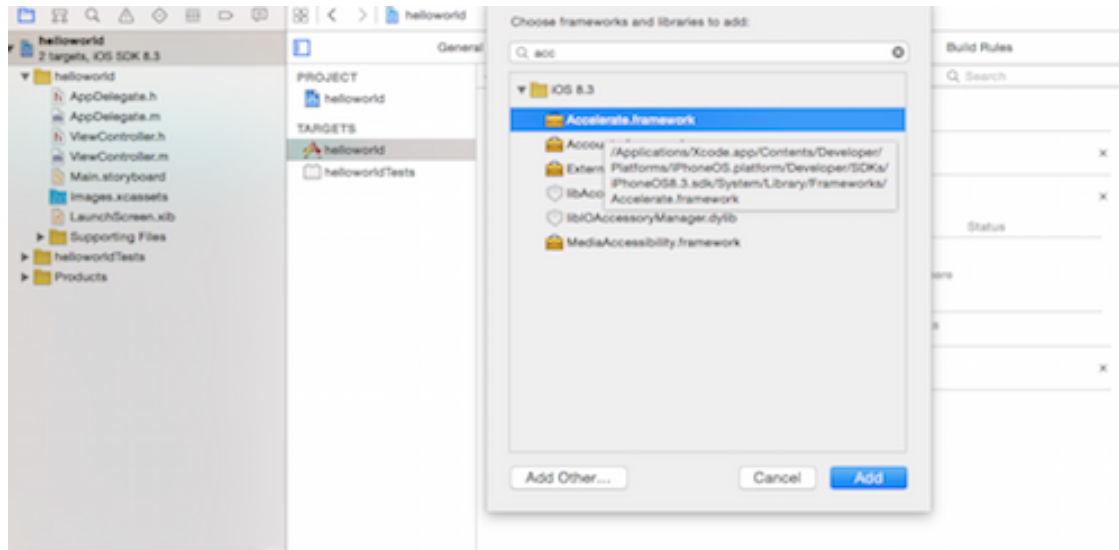 helloworld
Choose frameworks and libraries to add:
helloworld
2 targets, iOS SDK 8.3
General
acc
Build Rules
helloworld
PROJECT
Search
AppDelegate.h
helloworld
iOS 8.3
AppDelegate.m
TARGETS
Accelerate.framework
ViewController.h
helloworld
Accou
/Applications/Xcode.app/Contents/Developer/
ViewController.m
helloworldTests
Extern
Platforms/iPhoneOS.platform/Developer/SDKs/
Main.storyboard
libAcc
iPhoneOS8.3.sdk/System/Library/Frameworks/
Images.xcassets
Accelerate.framework
LaunchScreen.xib
libIOAccessoryManager.dylib
Status
Supporting Files
MediaAccessibility.framework
helloworldTests
Products
Add Other...
Cancel
Add